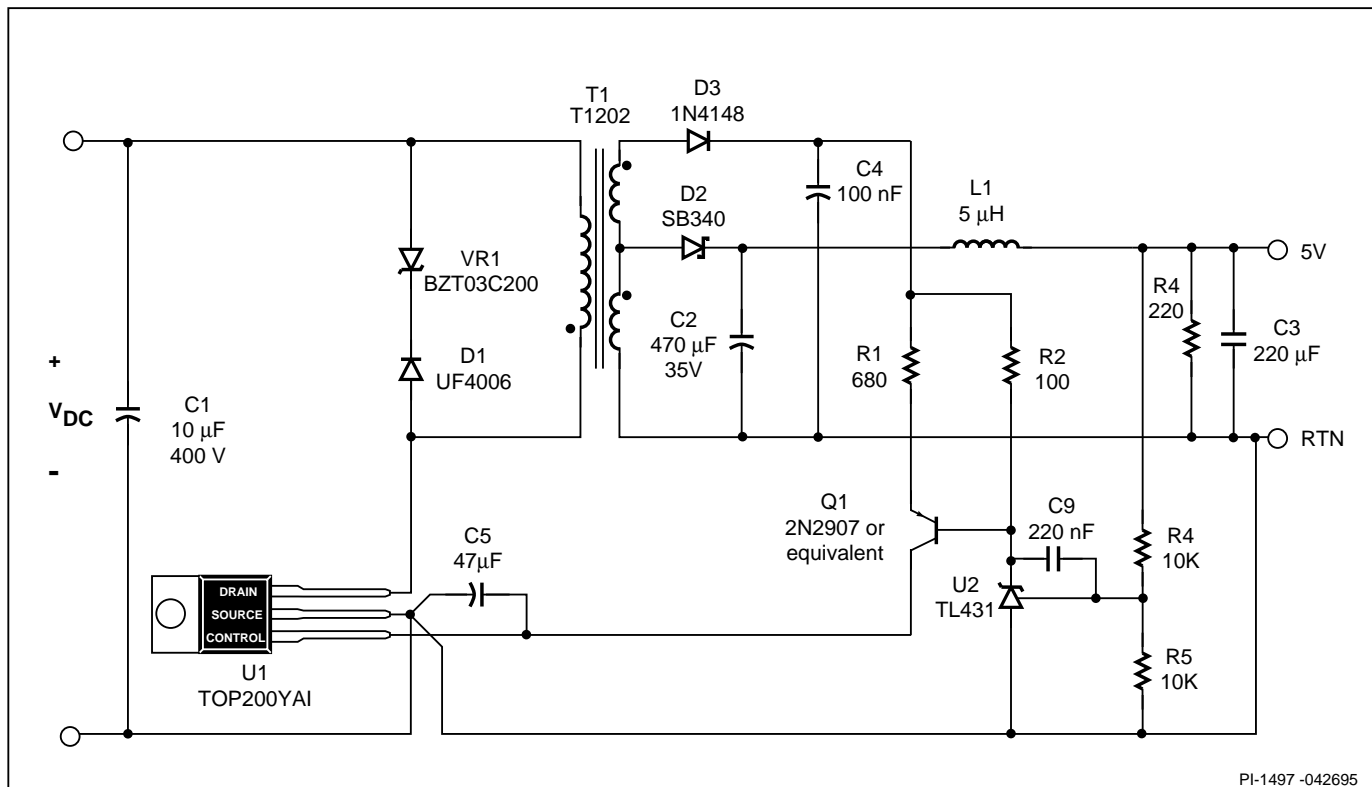 T1
T1202
D3
1N4148
C4
100 nF
L1
5 µH
D2
SB340
5V
VR1
BZT03C200
R4
220
C2
470 µF
35V
C3
220 µF
R1
680
R2
100
D1
UF4006
+
VDC
-
C1
10 µF
400 V
RTN
Q1
2N2907 or
equivalent
C9
220 nF
R4
10K
C5
47µF
U2
TL431
DRAIN
SOURCE
CONTROL
R5
10K
U1
TOP200YAI
PI-1497 -042695